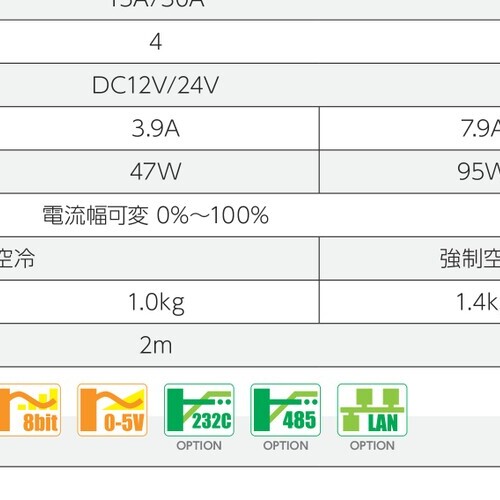 15A/30A
4
DC12V/24V
3.9A 7.9A
47W 95W
電流幅可変 0%～100%
空冷 強制空
1.0kg 1.4k
2m
8bit 0-5V 232C 485 LAN
OPTION OPTION OPTION